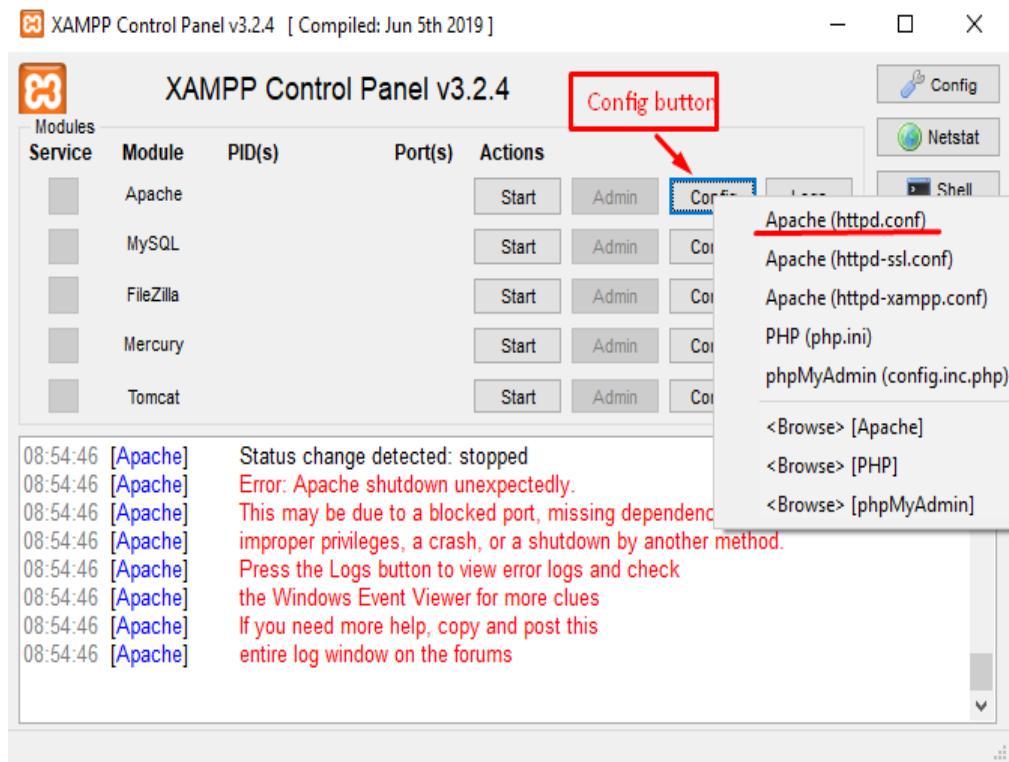 XAMPP Control Panel v3.2.4 [ Compiled: Jun 5th 2019 ]
XAMPP Control Panel v3.2.4
Config button
Config
Netstat
Shell
Modules
Service Module PID(s) Port(s) Actions
Apache Start Admin Config Logs
MySQL Start Admin
FileZilla Start Admin
Mercury Start Admin
Tomcat Start Admin
Apache (httpd.conf)
Apache (httpd-ssl.conf)
Apache (httpd-xampp.conf)
PHP (php.ini)
phpMyAdmin (config.inc.php)
<Browse> [Apache]
<Browse> [PHP]
<Browse> [phpMyAdmin]
08:54:46 [Apache] Status change detected: stopped
08:54:46 [Apache] Error: Apache shutdown unexpectedly.
08:54:46 [Apache] This may be due to a blocked port, missing
08:54:46 [Apache] improper privileges, a crash, or a shutdown by another method.
08:54:46 [Apache] Press the Logs button to view error logs and check
08:54:46 [Apache] the Windows Event Viewer for more clues
08:54:46 [Apache] If you need more help, copy and post this
08:54:46 [Apache] entire log window on the forums